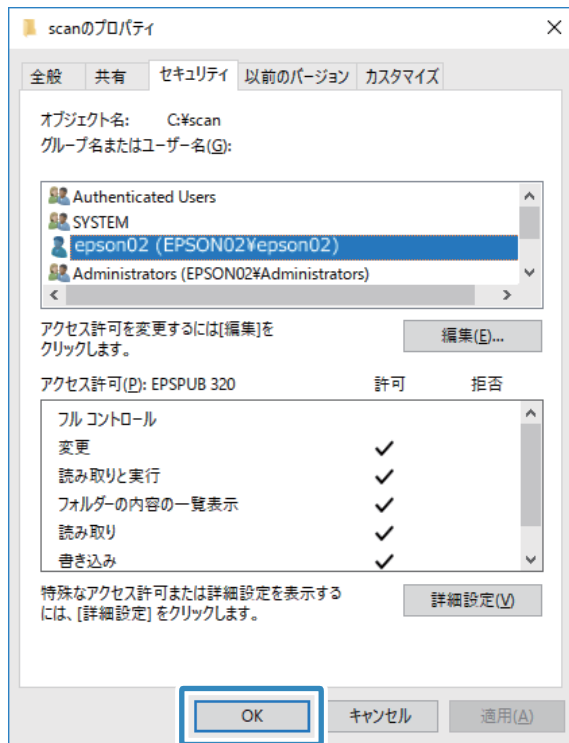 scanのプロパティ
全般 共有 セキュリティ 以前のバージョン カスタマイズ
オブジェクト名: C:¥scan
グループ名またはユーザー名(G):
Authenticated Users
SYSTEM
epson02 (EPSON02¥epson02)
Administrators (EPSON02¥Administrators)
アクセス許可を変更するには[編集]を
クリックします。
編集(E)...
アクセス許可(P): EPSPUB 320 許可 拒否
フル コントロール
変更
読み取りと実行
フォルダーの内容の一覧表示
読み取り
書き込み
特殊なアクセス許可または詳細設定を表示する
には、[詳細設定] をクリックします。
詳細設定(V)
OK キャンセル 適用(A)